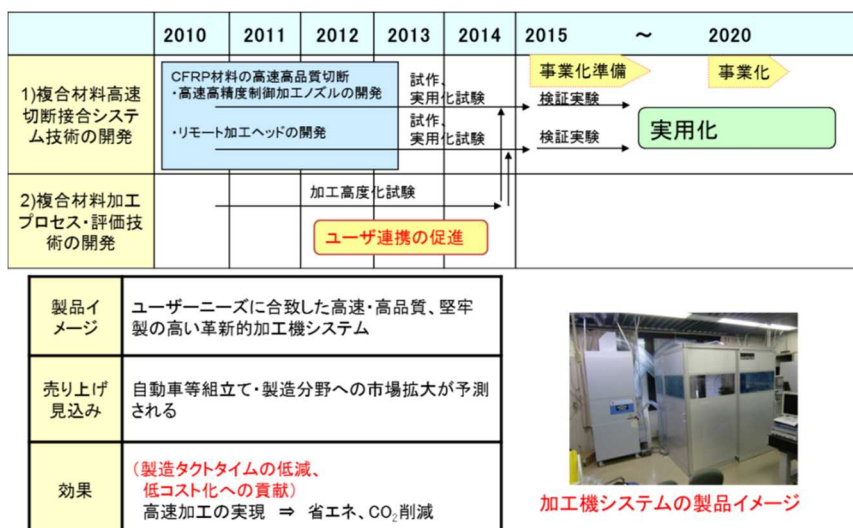 2010 2011 2012 2013 2014 2015 ～ 2020
1)複合材料高速
切断接合システ
ム技術の開発
CFRP材料の高速高品質切断
・高速高精度制御加工ノズルの開発
・リモート加工ヘッドの開発
試作、
実用化試験
試作、
実用化試験
事業化準備
事業化
検証実験
検証実験
実用化
2)複合材料加工
プロセス・評価技
術の開発
加工高度化試験
ユーザ連携の促進
製品イ
メージ
ユーザーニーズに合致した高速・高品質、堅牢
製の高い革新的加工機システム
売り上げ
見込み
自動車等組立て・製造分野への市場拡大が予測
される
効果
（製造タクトタイムの低減、
低コスト化への貢献）
高速加工の実現 ⇒ 省エネ、CO₂削減
加工機システムの製品イメージ